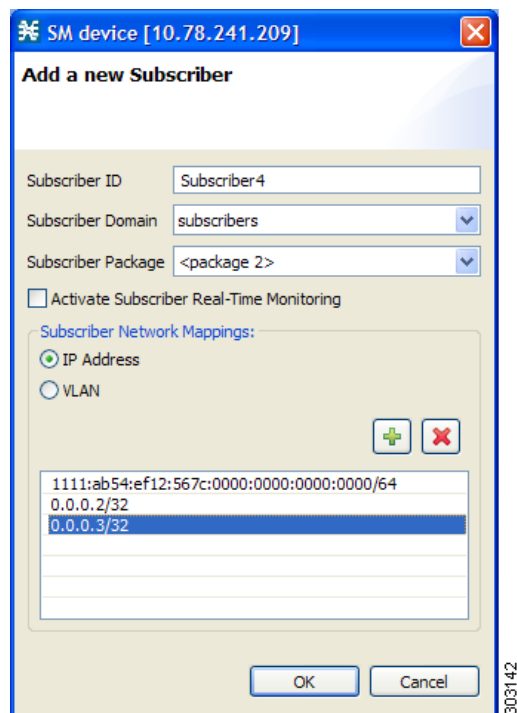 SM device [10.78.241.209]
Add a new Subscriber
Subscriber ID Subscriber4
Subscriber Domain subscribers
Subscriber Package <package 2>
Activate Subscriber Real-Time Monitoring
Subscriber Network Mappings:
IP Address
VLAN
1111:ab54:ef12:567c:0000:0000:0000:0000/64
0.0.0.2/32
0.0.0.3/32
OK Cancel
303142